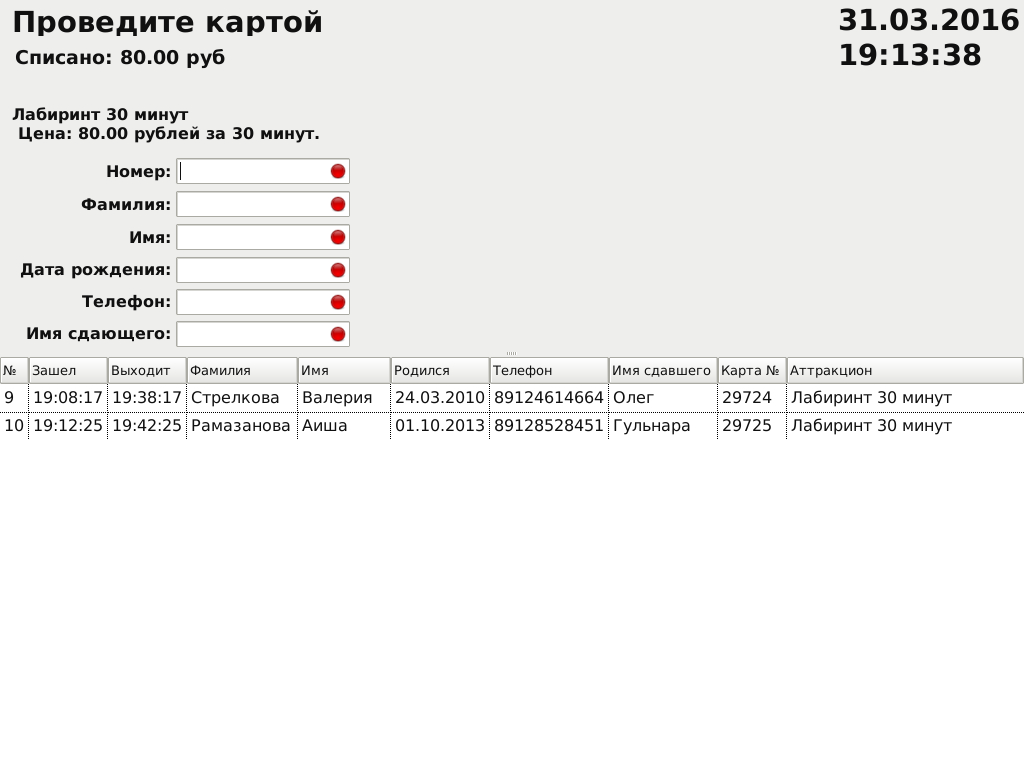 Проведите картой
31.03.2016
Списано: 80.00 руб
19:13:38
Лабиринт 30 минут
Цена: 80.00 рублей за 30 минут.
Номер:
Фамилия:
Имя:
Дата рождения:
Телефон:
Имя сдающего:
№ Зашел Выходит Фамилия Имя Родился Телефон Имя сдавшего Карта № Аттракцион
9 19:08:17 19:38:17 Стрелкова Валерия 24.03.2010 89124614664 Олег 29724 Лабиринт 30 минут
10 19:12:25 19:42:25 Рамазанова Аиша 01.10.2013 89128528451 Гульнара 29725 Лабиринт 30 минут